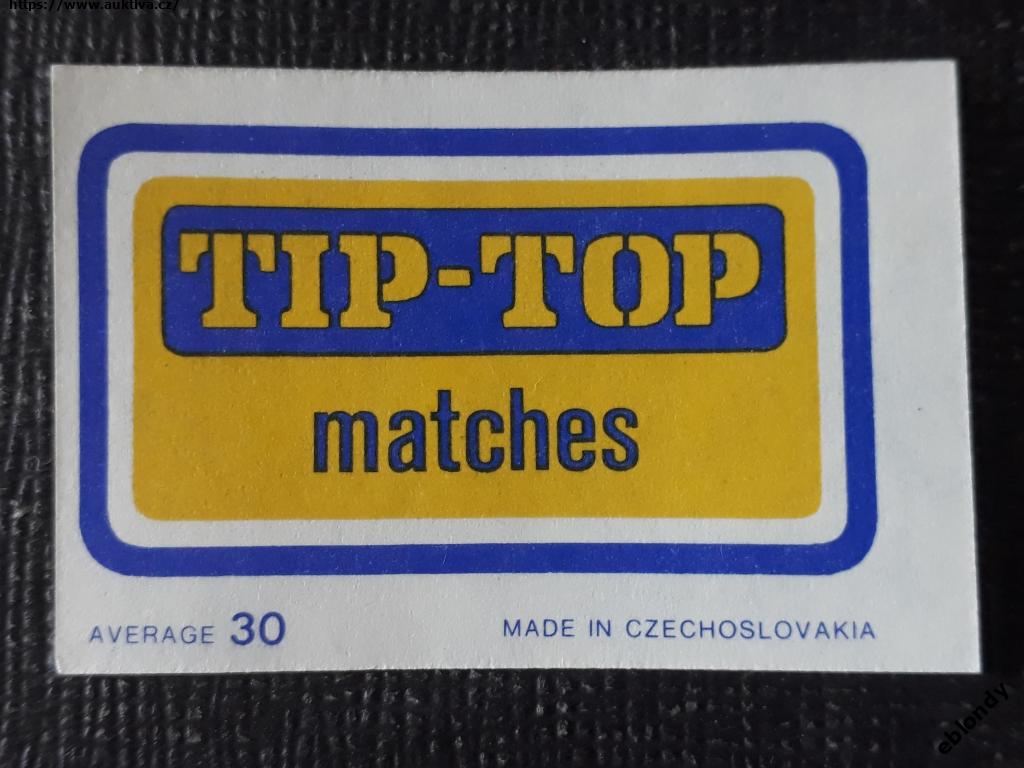 https://www.auktiva.cz/
TIP-TOP
matches
AVERAGE 30
MADE IN CZECHOSLOVAKIA
eblondy